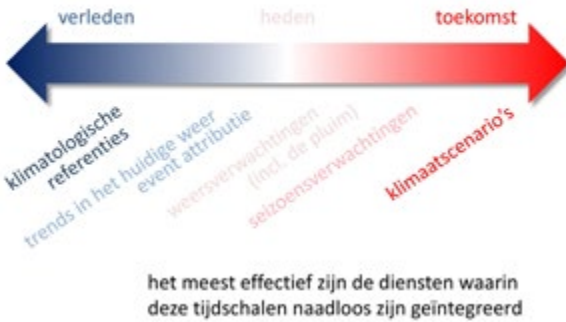 verleden heden toekomst
klimatologische
referenties
trends in het huidige weer
event attributie
weersverwachtingen
(incl. de pluim)
seizoensverwachtingen
klimaatscenario's
het meest effectief zijn de diensten waarin
deze tijdschalen naadloos zijn geïntegreerd